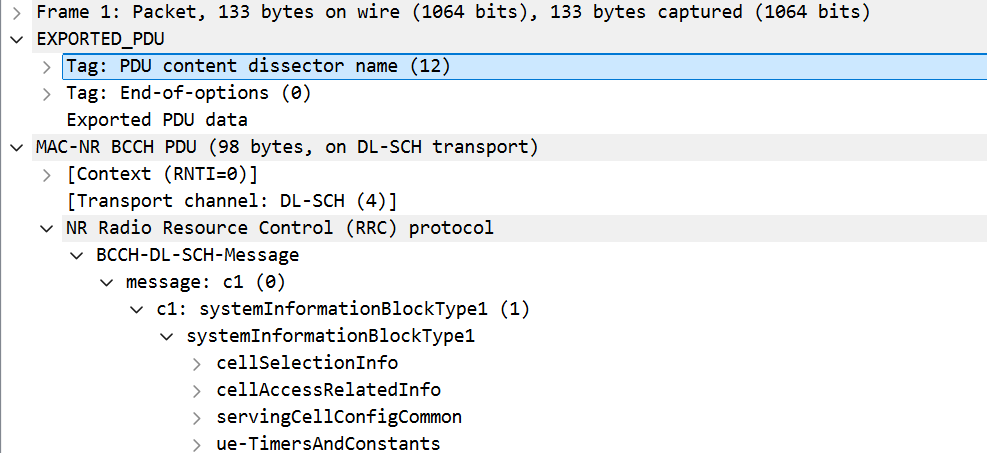 Frame 1: Packet, 133 bytes on wire (1064 bits), 133 bytes captured (1064 bits)
EXPORTED_PDU
Tag: PDU content dissector name (12)
Tag: End-of-options (0)
Exported PDU data
MAC-NR BCCH PDU (98 bytes, on DL-SCH transport)
[Context (RNTI=0)]
[Transport channel: DL-SCH (4)]
NR Radio Resource Control (RRC) protocol
BCCH-DL-SCH-Message
message: c1 (0)
c1: systemInformationBlockType1 (1)
systemInformationBlockType1
cellSelectionInfo
cellAccessRelatedInfo
servingCellConfigCommon
ue-TimersAndConstants